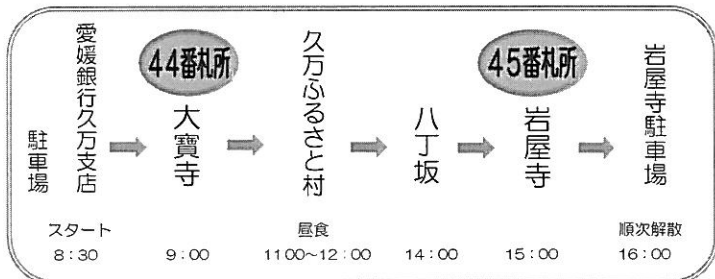 44番札所
45番札所
愛媛銀行久万支店
駐車場
大寶寺
久万ふるさと村
八丁坂
岩屋寺
岩屋寺駐車場
スタート
昼食
順次解散
8:30
9:00
1100~12:00
14:00
15:00
16:00